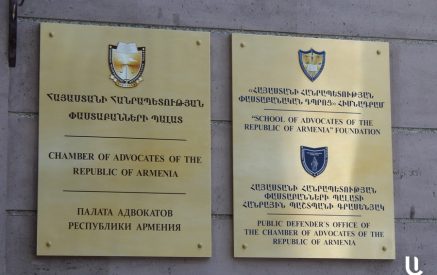 ՀԱՅԱՍՏԱՆԻ ՀԱՆՐԱՊԵՏՈՒԹՅԱՆ
ՓԱՍՏԱԲԱՆՆԵՐԻ ՊԱԼԱՏ
CHAMBER OF ADVOCATES OF THE
REPUBLIC OF ARMENIA
ПАЛАТА АДВОКАТОВ
РЕСПУБЛИКИ АРМЕНИЯ
«ՀԱՅԱՍՏԱՆԻ ՀԱՆՐԱՊԵՏՈՒԹՅԱՆ
ՓԱՍՏԱԲԱՆԱԿԱՆ ԴՊՐՈՑ» ՀԻՄՆԱԴՐԱՄ
"SCHOOL OF ADVOCATES OF THE
REPUBLIC OF ARMENIA" FOUNDATION
ՀԱՅԱՍՏԱՆԻ ՀԱՆՐԱՊԵՏՈՒԹՅԱՆ
ՓԱՍՏԱԲԱՆՆԵՐԻ ՊԱԼԱՏԻ
ՀԱՆՐԱՅԻՆ ՊԱՇՏՊԱՆԻ ԳՐԱՍԵՆՅԱԿ
PUBLIC DEFENDER'S OFFICE OF
THE CHAMBER OF ADVOCATES OF THE
REPUBLIC OF ARMENIA